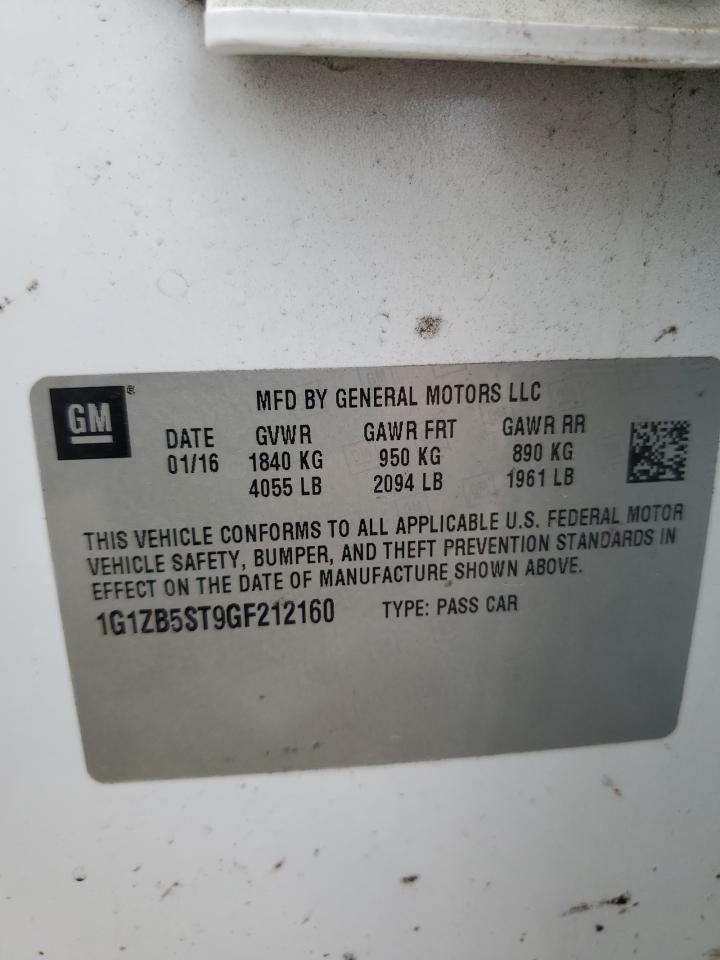 GM ®
MFD BY GENERAL MOTORS LLC
DATE GVWR GAWR FRT GAWR RR
01/16 1840 KG 950 KG 890 KG
4055 LB 2094 LB 1961 LB
THIS VEHICLE CONFORMS TO ALL APPLICABLE U.S. FEDERAL MOTOR
VEHICLE SAFETY, BUMPER, AND THEFT PREVENTION STANDARDS IN
EFFECT ON THE DATE OF MANUFACTURE SHOWN ABOVE.
1G1ZB5ST9GF212160 TYPE: PASS CAR